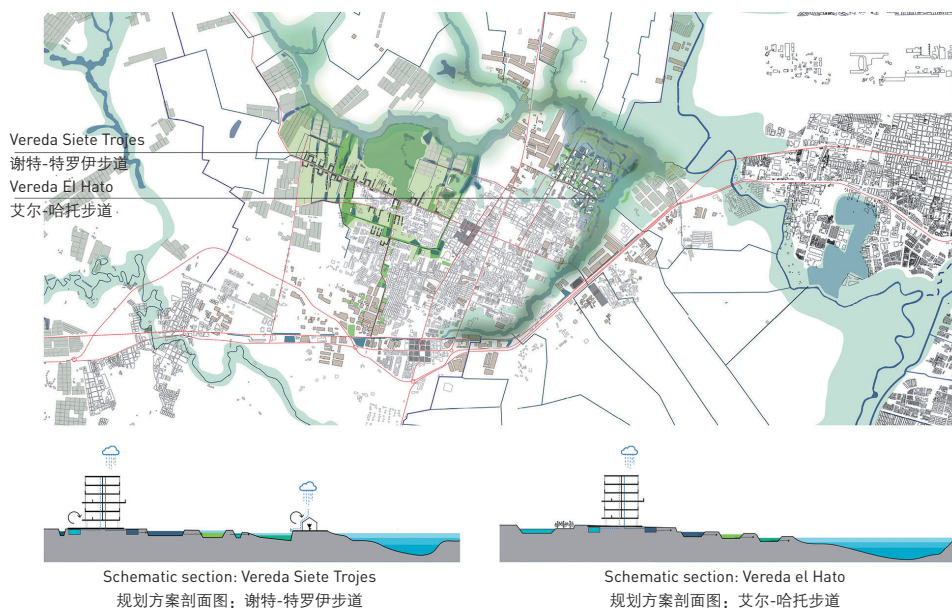 Vereda Siete Trojes
谢特-特罗伊步道
Vereda El Hato
艾尔-哈托步道
Schematic section: Vereda Siete Trojes
规划方案剖面图：谢特-特罗伊步道
Schematic section: Vereda el Hato
规划方案剖面图：艾尔-哈托步道